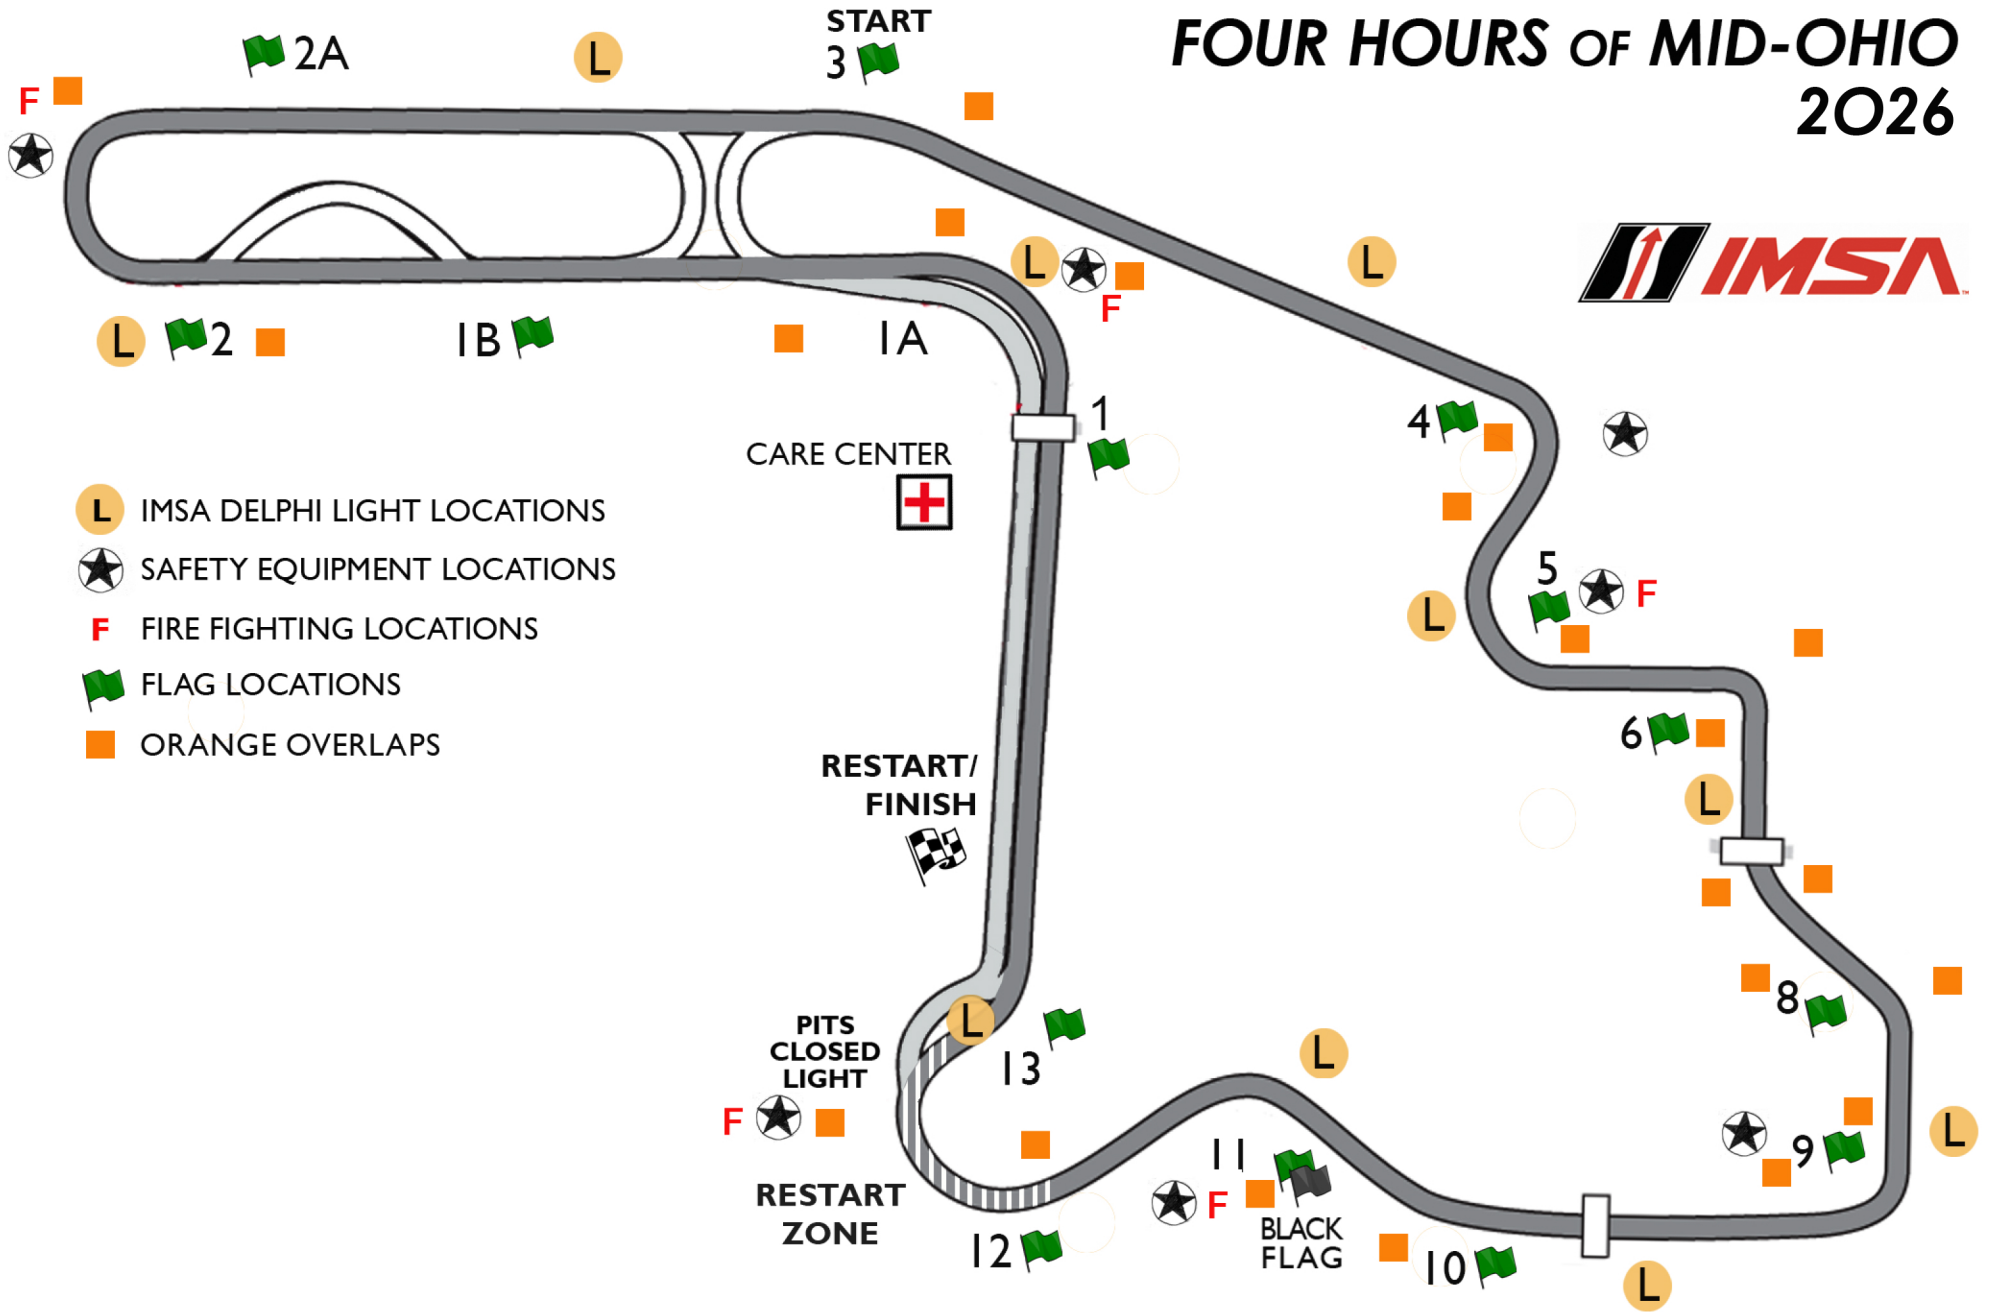 FOUR HOURS OF MID-OHIO
2026
START
3
2A
F
L
IMSA
L
F
L
L
2
1B
1A
1
4
CARE CENTER
L IMSA DELPHI LIGHT LOCATIONS
SAFETY EQUIPMENT LOCATIONS
F FIRE FIGHTING LOCATIONS
FLAG LOCATIONS
ORANGE OVERLAPS
5
F
L
6
L
RESTART/
FINISH
8
L
PITS
CLOSED
LIGHT
13
L
F
9
L
RESTART
ZONE
11
F
BLACK
FLAG
12
10
L